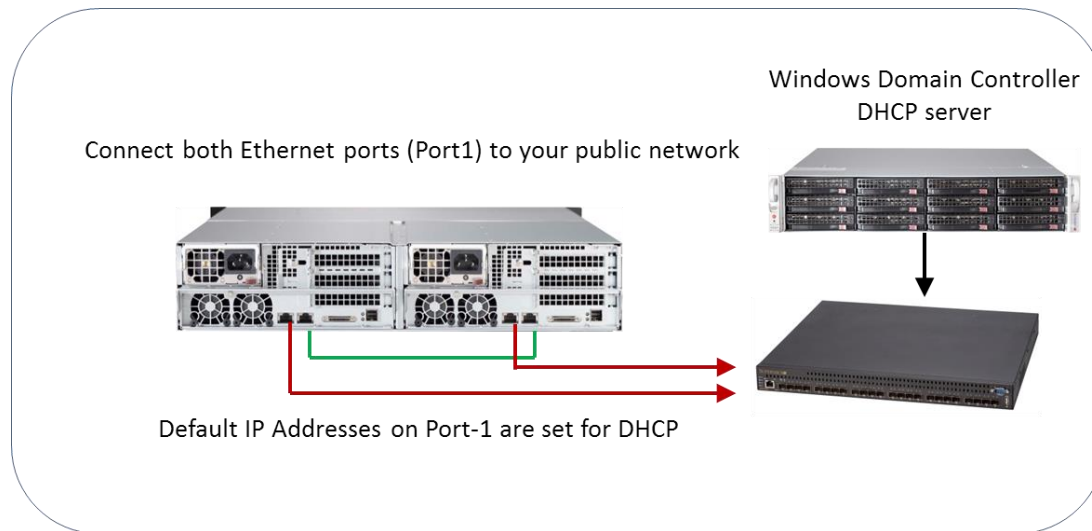 Windows Domain Controller
DHCP server
Connect both Ethernet ports (Port1) to your public network
Default IP Addresses on Port-1 are set for DHCP